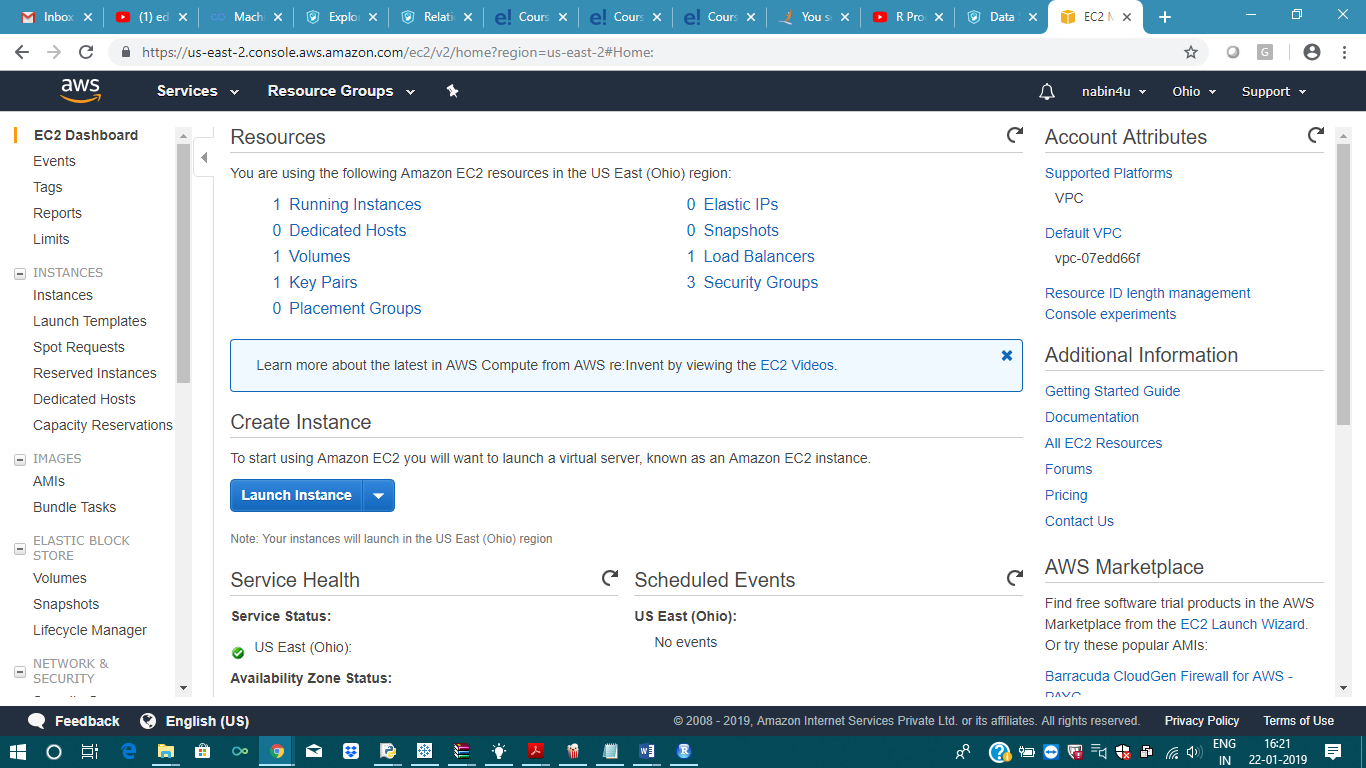 Inbox
(1) ed
Mach
Explo
Relati
Cours
Cours
Cours
You s
R Pro
Data
EC2 M
https://us-east-2.console.aws.amazon.com/ec2/v2/home?region=us-east-2#Home:
aws
Services
Resource Groups
nabin4u
Ohio
Support
EC2 Dashboard
Events
Tags
Reports
Limits
INSTANCES
Instances
Launch Templates
Spot Requests
Reserved Instances
Dedicated Hosts
Capacity Reservations
IMAGES
AMIs
Bundle Tasks
ELASTIC BLOCK
STORE
Volumes
Snapshots
Lifecycle Manager
NETWORK &
SECURITY
Resources
You are using the following Amazon EC2 resources in the US East (Ohio) region:
1 Running Instances
0 Elastic IPs
0 Dedicated Hosts
0 Snapshots
1 Volumes
1 Load Balancers
1 Key Pairs
3 Security Groups
0 Placement Groups
Learn more about the latest in AWS Compute from AWS re:Invent by viewing the EC2 Videos.
Create Instance
To start using Amazon EC2 you will want to launch a virtual server, known as an Amazon EC2 instance.
Launch Instance
Note: Your instances will launch in the US East (Ohio) region
Service Health
Service Status:
US East (Ohio):
Availability Zone Status:
Scheduled Events
US East (Ohio):
No events
Account Attributes
Supported Platforms
VPC
Default VPC
vpc-07edd66f
Resource ID length management
Console experiments
Additional Information
Getting Started Guide
Documentation
All EC2 Resources
Forums
Pricing
Contact Us
AWS Marketplace
Find free software trial products in the AWS
Marketplace from the EC2 Launch Wizard.
Or try these popular AMIs:
Barracuda CloudGen Firewall for AWS -
PAYG
Feedback
English (US)
© 2008 - 2019, Amazon Internet Services Private Ltd. or its affiliates. All rights reserved.
Privacy Policy
Terms of Use
ENG
IN
16:21
22-01-2019